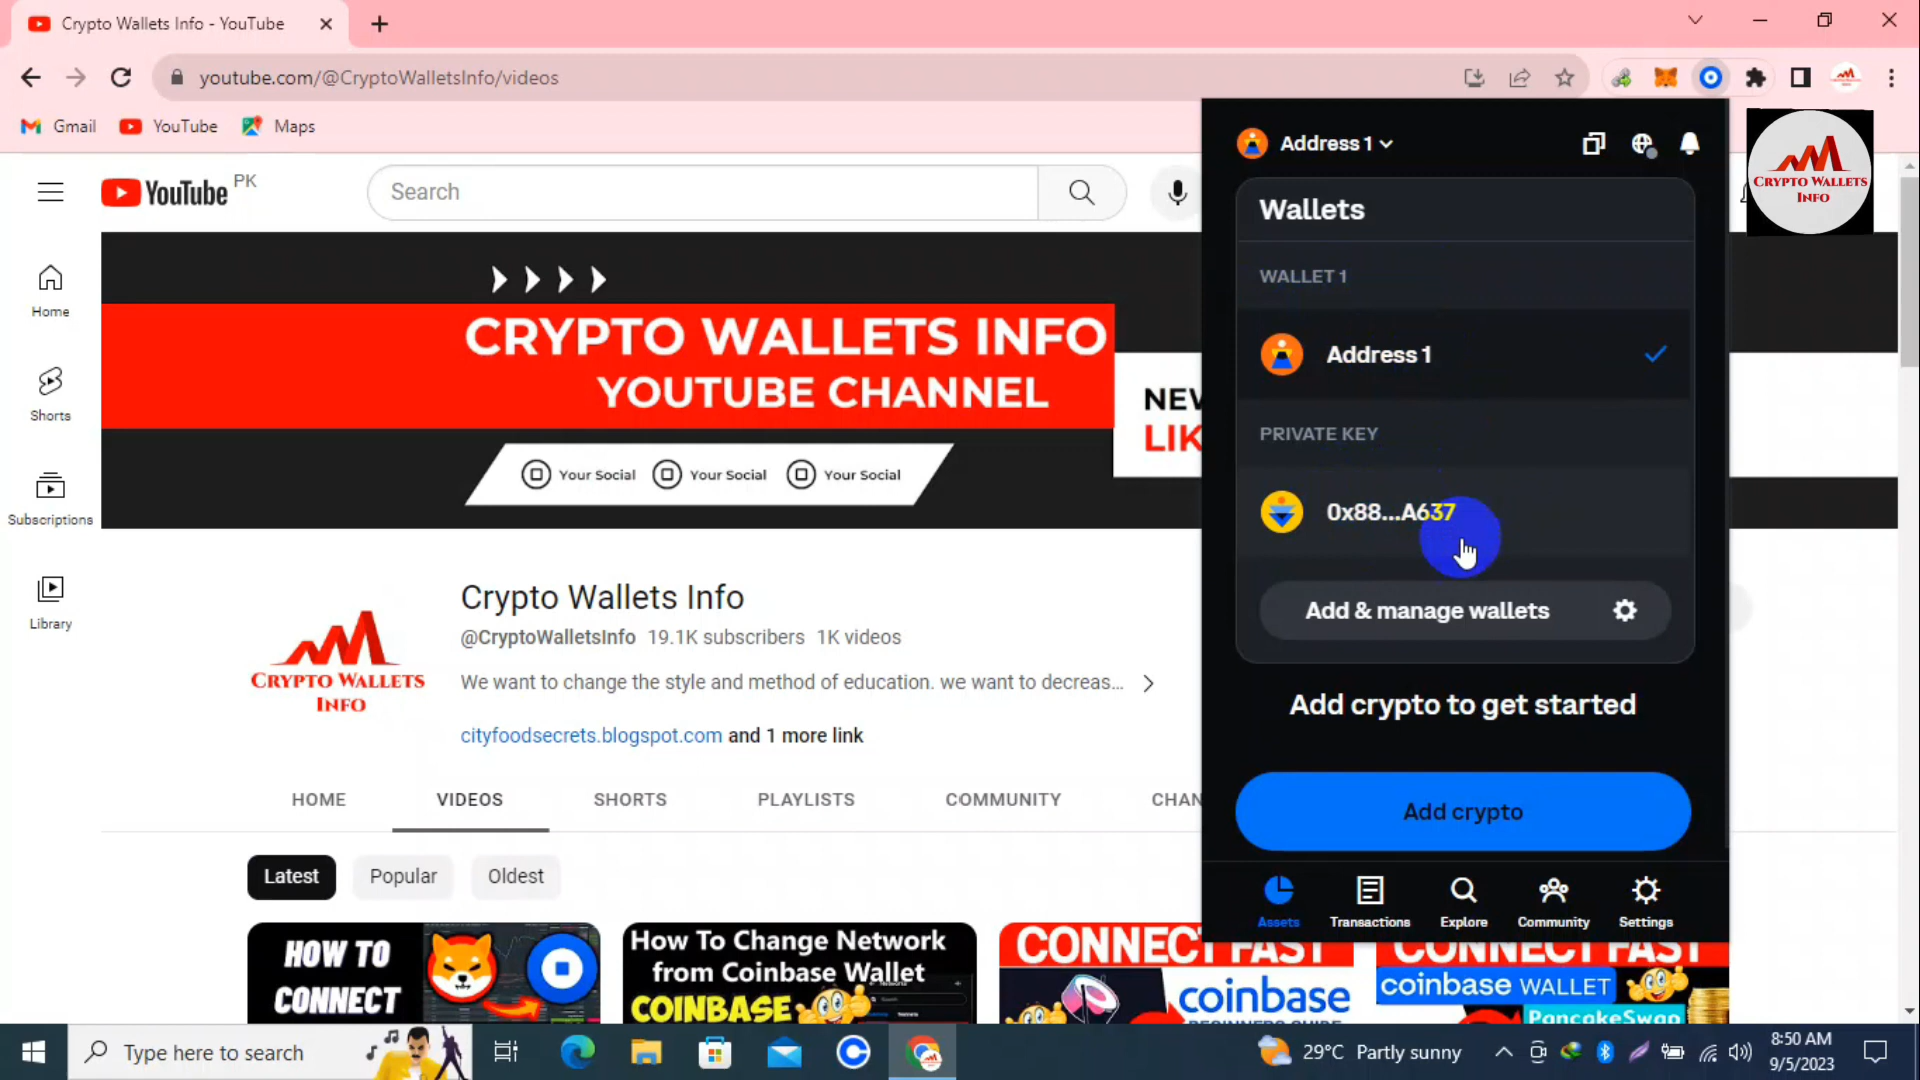 Crypto Wallets Info - YouTube
youtube.com/@CryptoWalletsInfo/videos
Gmail
YouTube
Maps
YouTube PK
Search
Home
Shorts
Subscriptions
Library
CRYPTO WALLETS INFO
YOUTUBE CHANNEL
Your Social
Your Social
Your Social
NEW
LIK
CRYPTO WALLETS
INFO
Crypto Wallets Info
@CryptoWalletsInfo 19.1K subscribers 1K videos
We want to change the style and method of education. we want to decreas...
cityfoodsecrets.blogspot.com and 1 more link
HOME
VIDEOS
SHORTS
PLAYLISTS
COMMUNITY
CHAN
Latest
Popular
Oldest
HOW TO
CONNECT
How To Change Network
from Coinbase Wallet
COINBASE
CONNECT FAST
coinbase
BEGINNERS GUIDE
CONNECT FAST
coinbase WALLET
PancakeSwap
Address 1
Wallets
WALLET 1
Address 1
PRIVATE KEY
0x88...A637
Add & manage wallets
Add crypto to get started
Add crypto
Assets
Transactions
Explore
Community
Settings
CRYPTO WALLETS
INFO
Type here to search
29°C Partly sunny
8:50 AM
9/5/2023